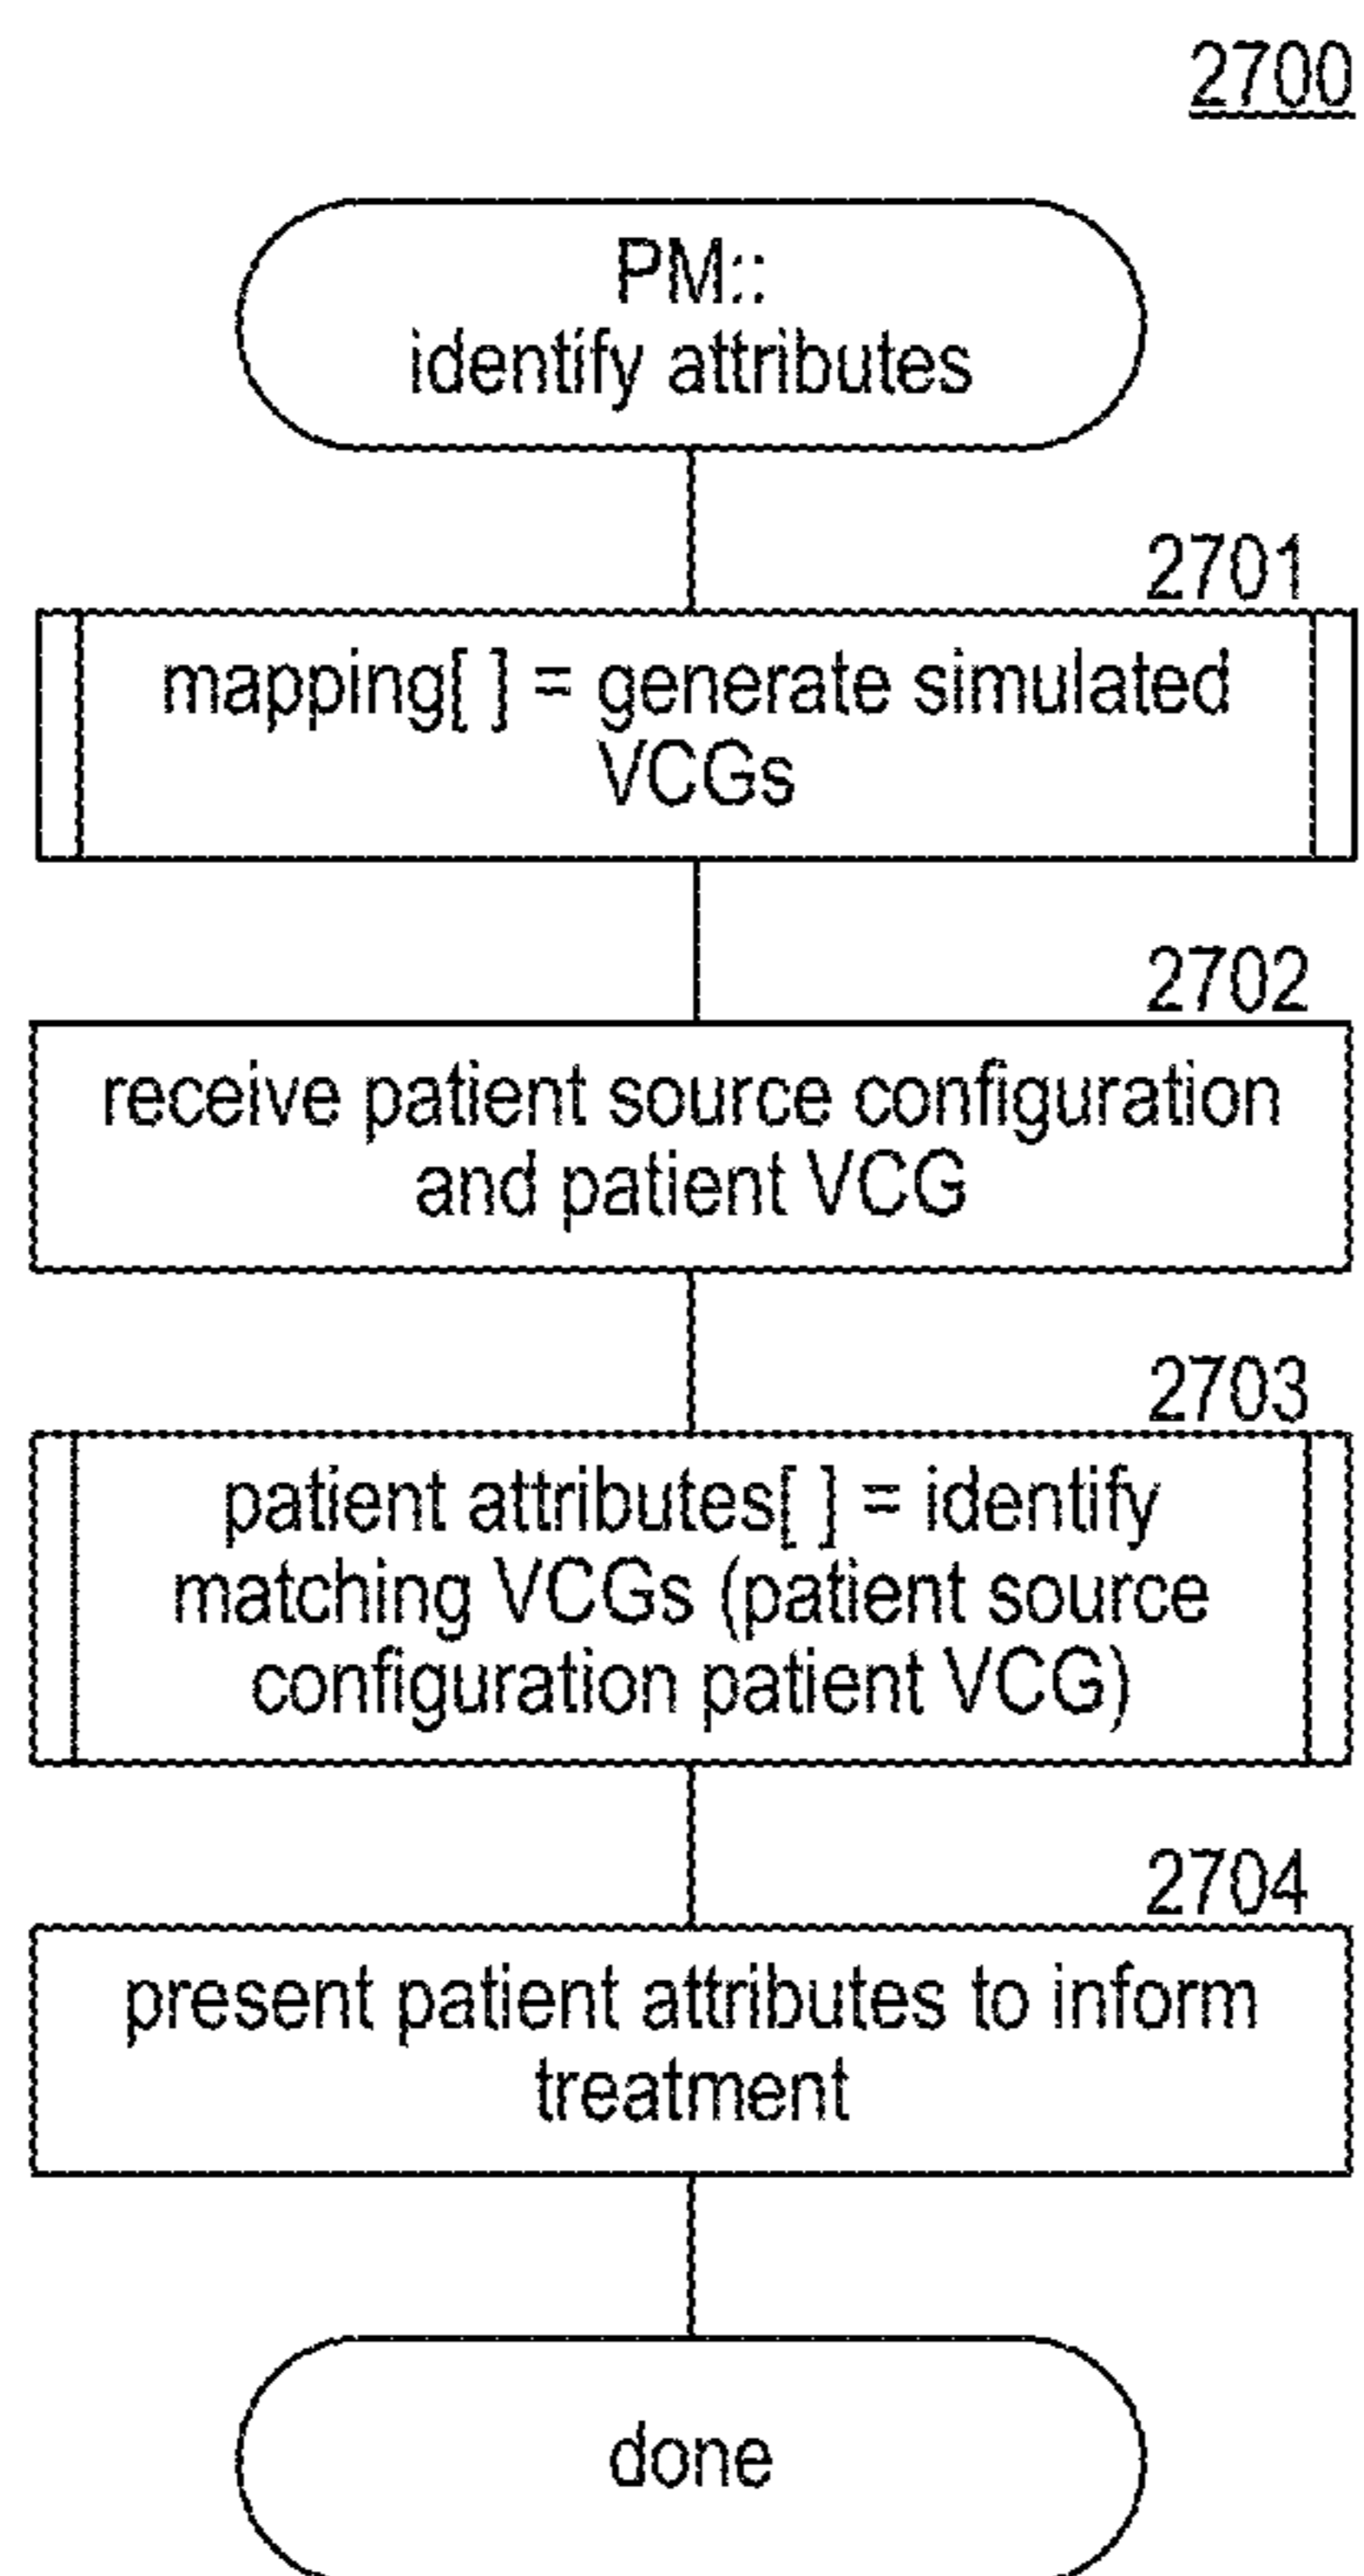 2700
PM::
identify attributes
2701
mapping[ ] = generate simulated
VCGs
2702
receive patient source configuration
and patient VCG
2703
patient attributes[ ] = identify
matching VCGs (patient source
configuration patient VCG)
2704
present patient attributes to inform
treatment
done